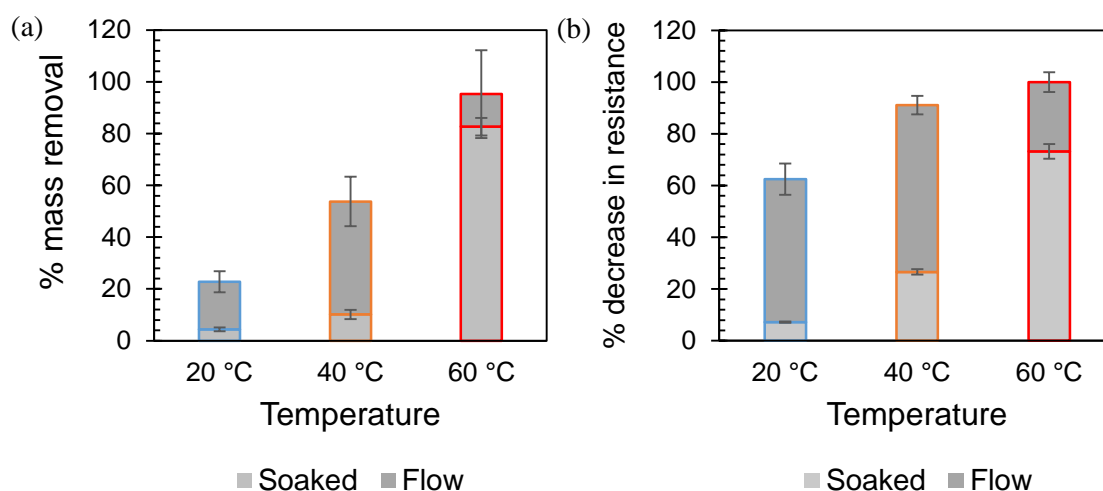 (a)
% mass removal
120
100
80
60
40
20
0
20 °C 40 °C 60 °C
Temperature
Soaked Flow
(b)
% decrease in resistance
120
100
80
60
40
20
0
20 °C 40 °C 60 °C
Temperature
Soaked Flow